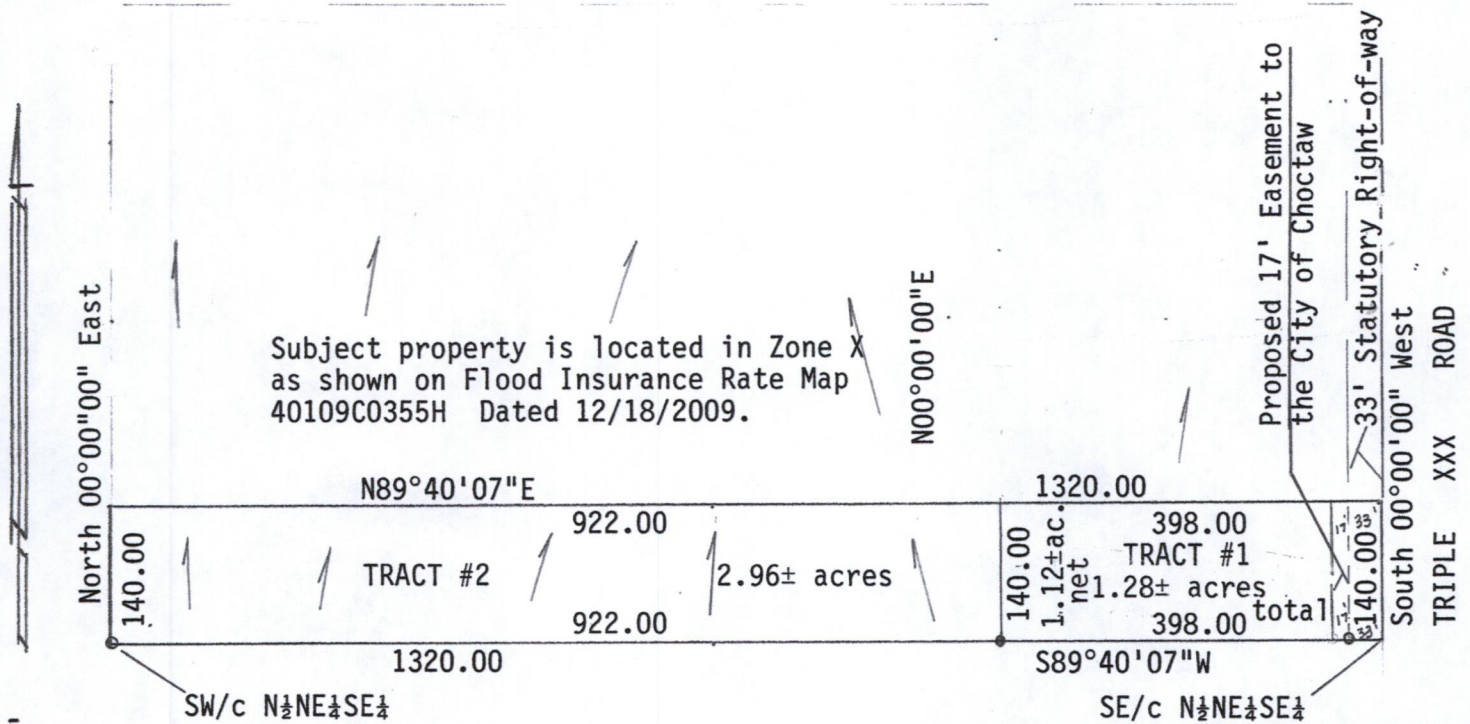 Proposed 17' Easement to
the City of Choctaw
33' Statutory Right-of-way
North 00°00"00" East
Subject property is located in Zone X
as shown on Flood Insurance Rate Map
40109C0355H Dated 12/18/2009.
N00°00'00"E
South 00°00'00" West
TRIPLE XXX ROAD
N89°40'07"E
1320.00
922.00
398.00
17' 33'
140.00
TRACT #2
2.96± acres
140.00
1.12±ac.
net
TRACT #1
1.28± acres
total
140.00
922.00
398.00
17' 33'
1320.00
S89°40'07"W
SW/c N½NE¼SE¼
SE/c N½NE¼SE¼